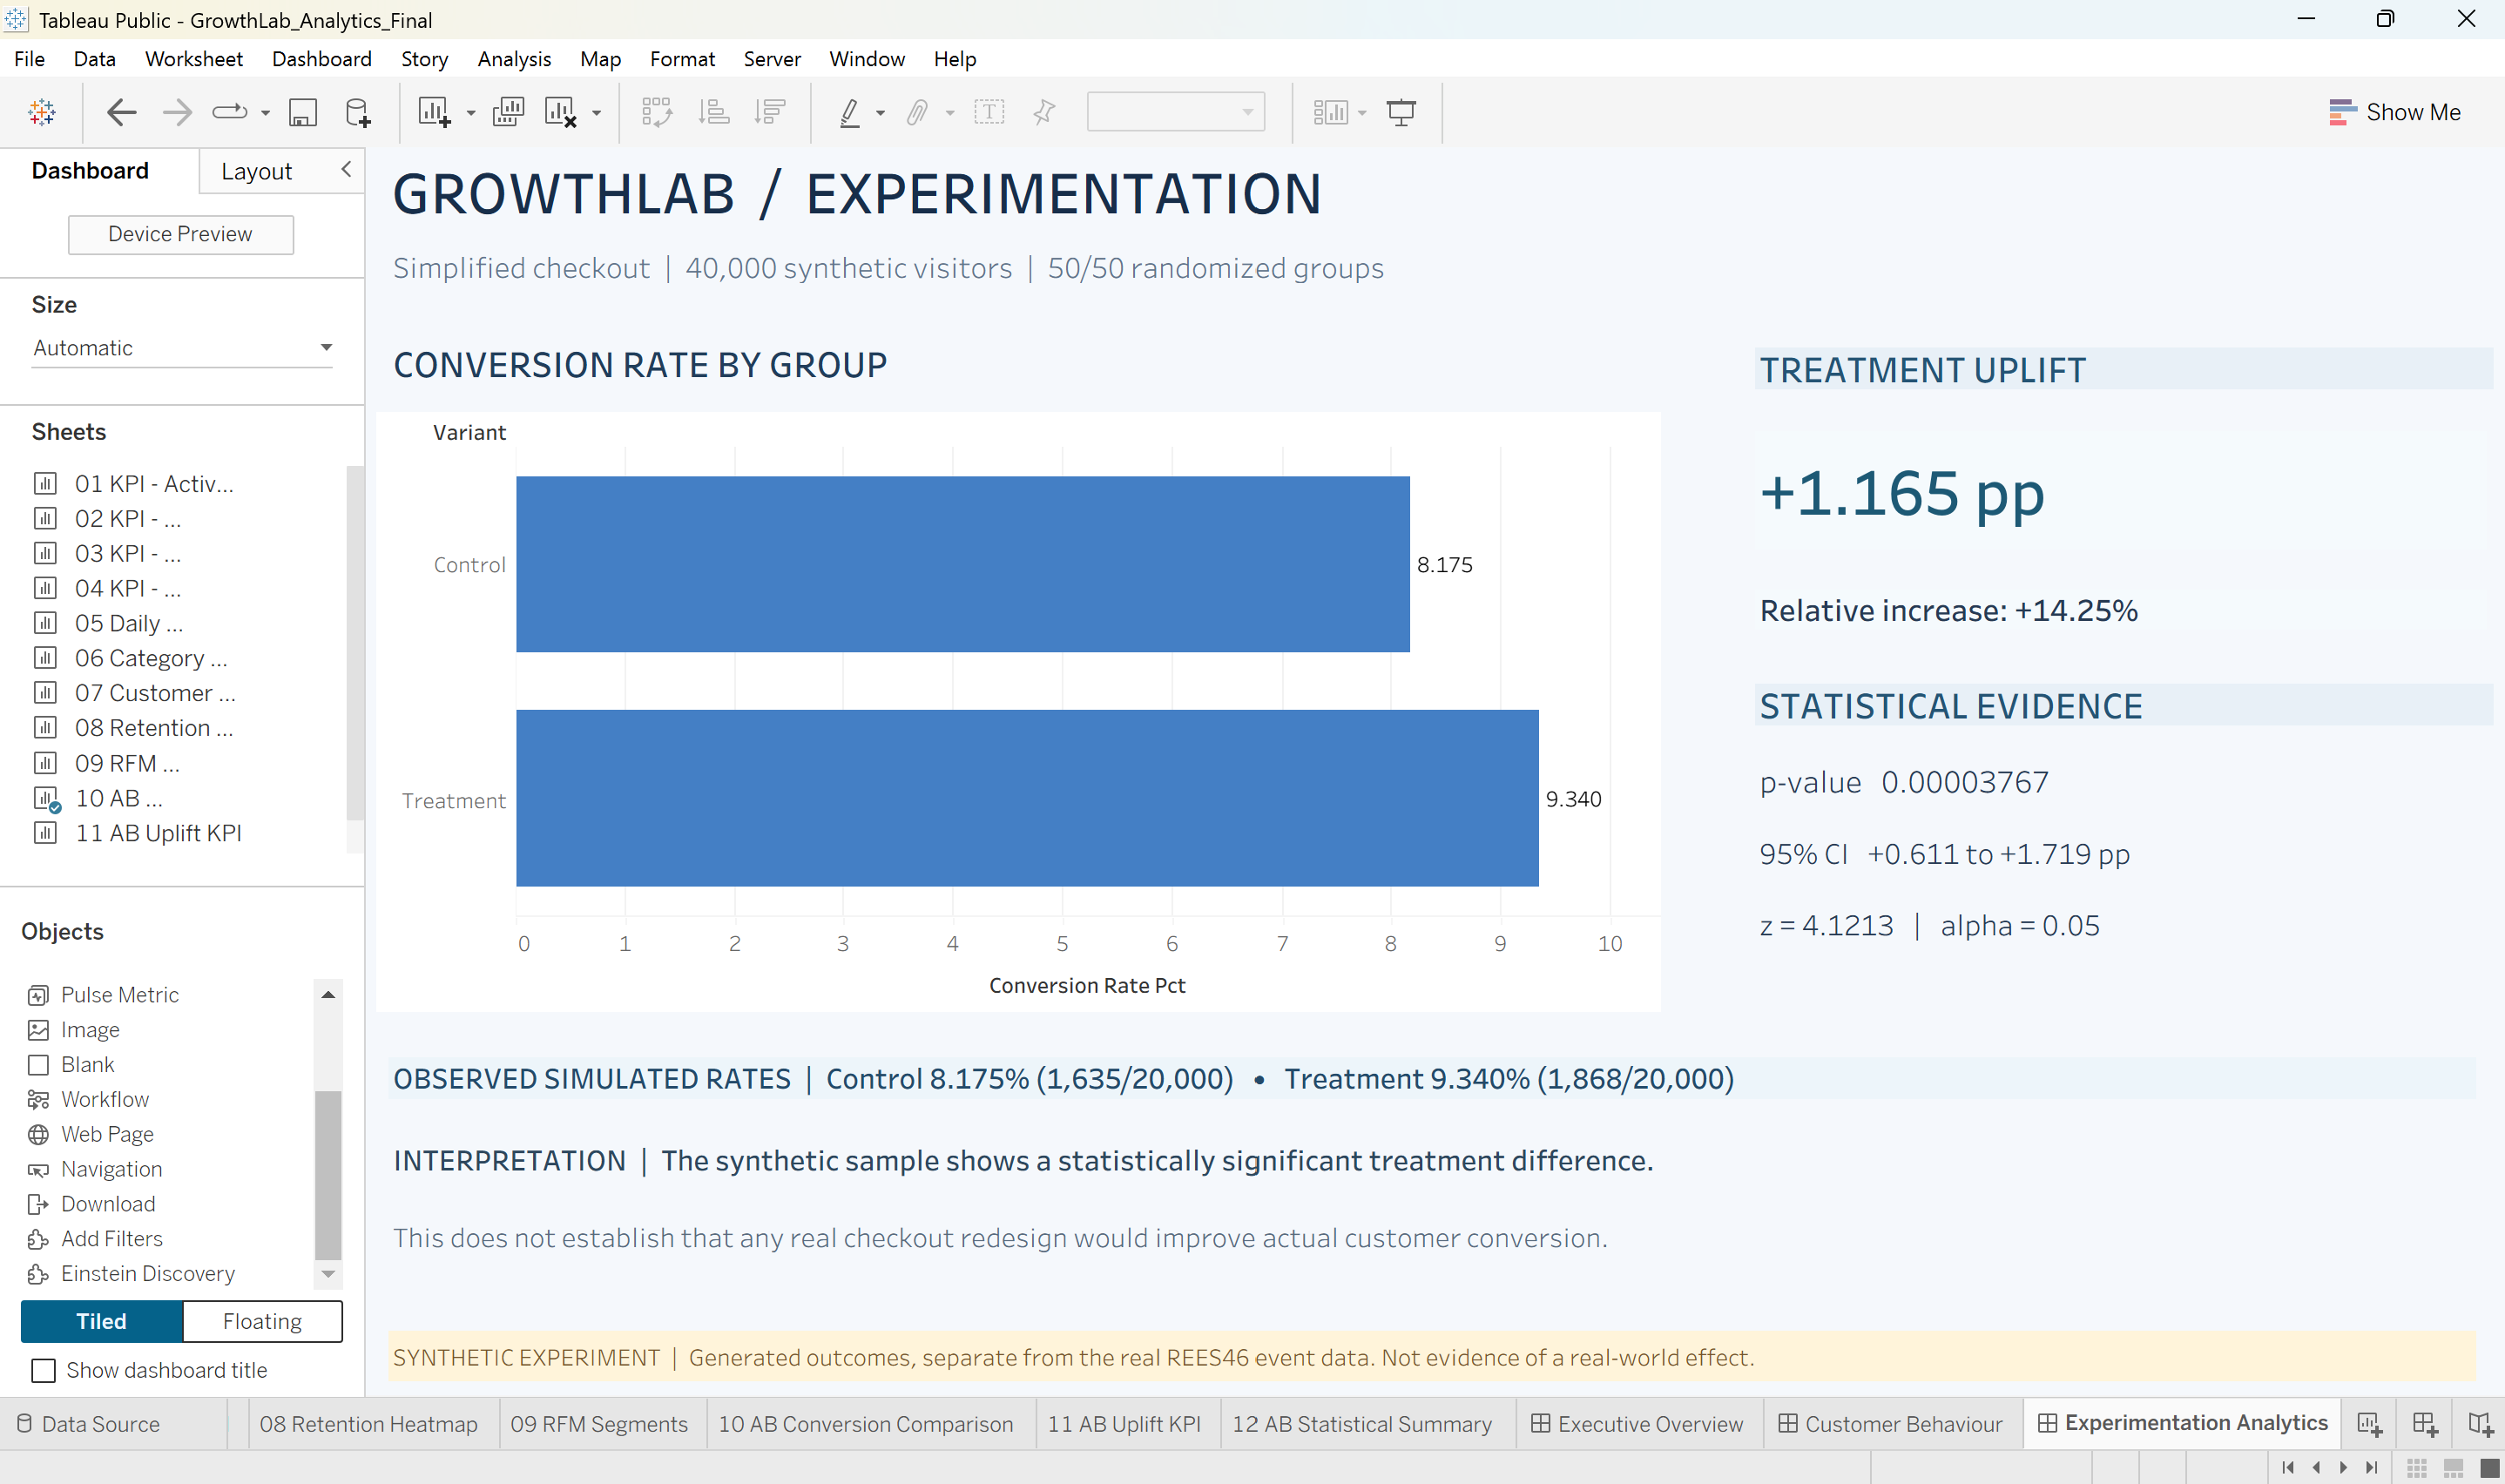 Tableau Public - GrowthLab_Analytics_Final
File Data Worksheet Dashboard Story Analysis Map Format Server Window Help
Show Me
Dashboard Layout
Device Preview
Size
Automatic
Sheets
01 KPI - Activ...
02 KPI - ...
03 KPI - ...
04 KPI - ...
05 Daily ...
06 Category ...
07 Customer ...
08 Retention ...
09 RFM ...
10 AB ...
11 AB Uplift KPI
Objects
Pulse Metric
Image
Blank
Workflow
Web Page
Navigation
Download
Add Filters
Einstein Discovery
Tiled Floating
Show dashboard title
GROWTHLAB / EXPERIMENTATION
Simplified checkout | 40,000 synthetic visitors | 50/50 randomized groups
CONVERSION RATE BY GROUP
Variant
Control 8.175
Treatment 9.340
0 1 2 3 4 5 6 7 8 9 10
Conversion Rate Pct
TREATMENT UPLIFT
+1.165 pp
Relative increase: +14.25%
STATISTICAL EVIDENCE
p-value 0.00003767
95% CI +0.611 to +1.719 pp
z = 4.1213 | alpha = 0.05
OBSERVED SIMULATED RATES | Control 8.175% (1,635/20,000) • Treatment 9.340% (1,868/20,000)
INTERPRETATION | The synthetic sample shows a statistically significant treatment difference.
This does not establish that any real checkout redesign would improve actual customer conversion.
SYNTHETIC EXPERIMENT | Generated outcomes, separate from the real REES46 event data. Not evidence of a real-world effect.
Data Source 08 Retention Heatmap 09 RFM Segments 10 AB Conversion Comparison 11 AB Uplift KPI 12 AB Statistical Summary Executive Overview Customer Behaviour Experimentation Analytics